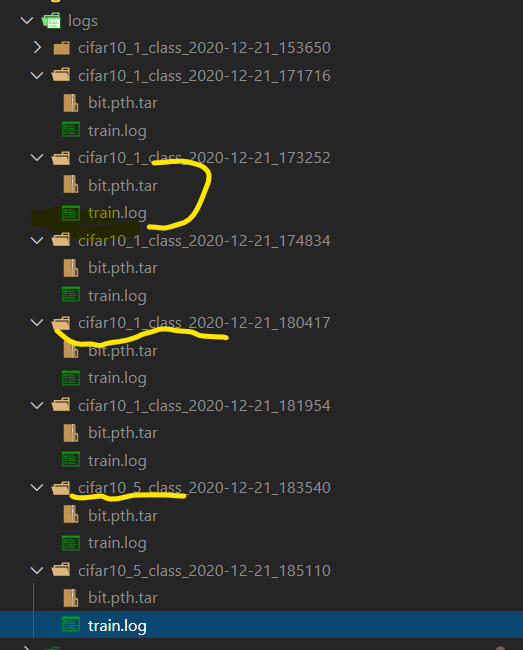 logs
cifar10_1_class_2020-12-21_153650
cifar10_1_class_2020-12-21_171716
bit.pth.tar
train.log
cifar10_1_class_2020-12-21_173252
bit.pth.tar
train.log
cifar10_1_class_2020-12-21_174834
bit.pth.tar
train.log
cifar10_1_class_2020-12-21_180417
bit.pth.tar
train.log
cifar10_1_class_2020-12-21_181954
bit.pth.tar
train.log
cifar10_5_class_2020-12-21_183540
bit.pth.tar
train.log
cifar10_5_class_2020-12-21_185110
bit.pth.tar
train.log